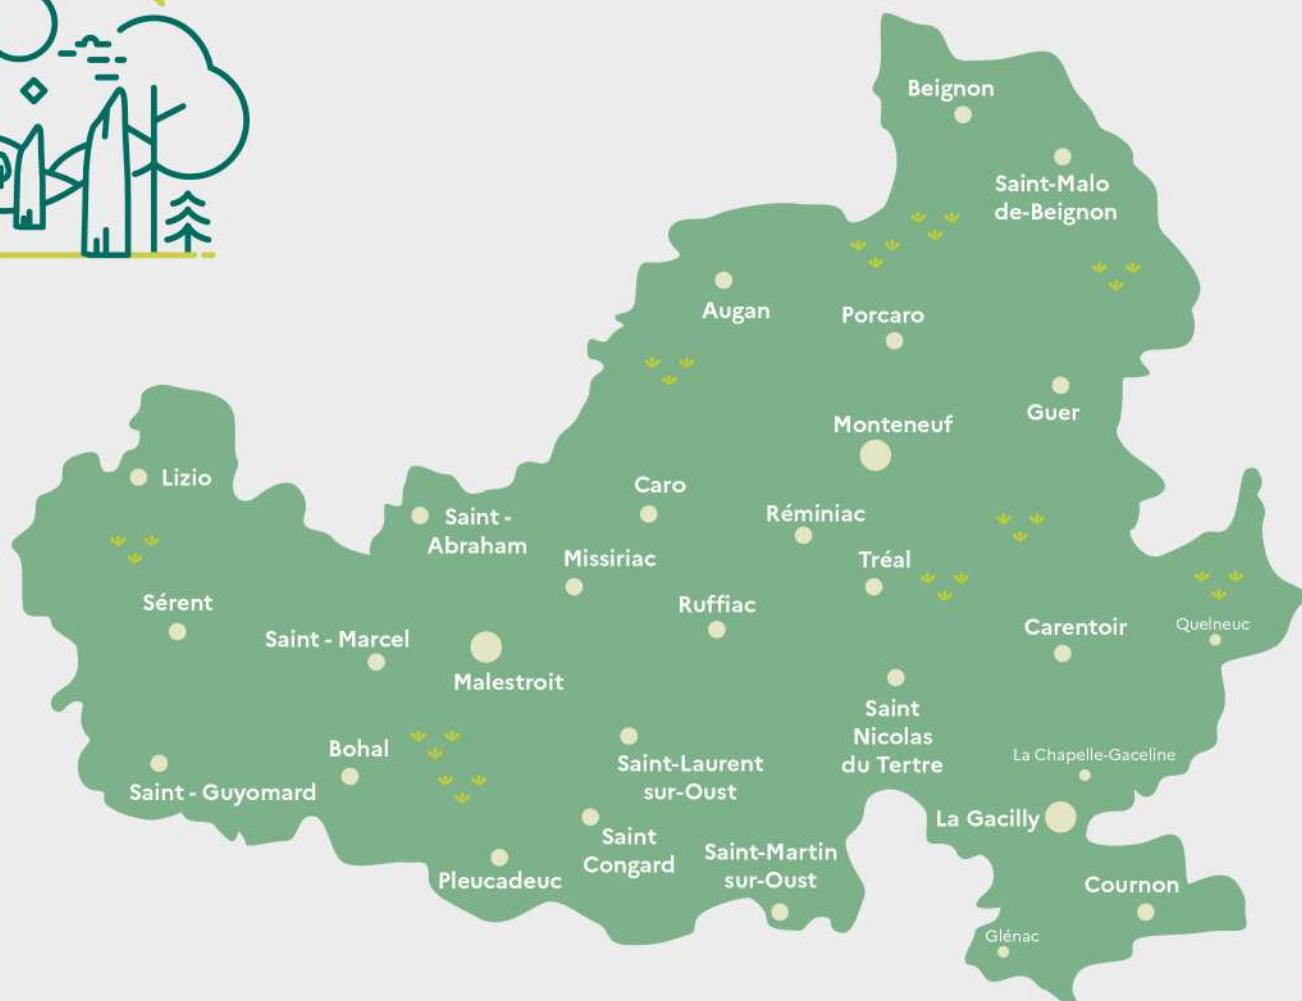 Beignon
Saint-Malo
de-Beignon
Augan
Porcaro
Guer
Monteneuf
Lizio
Caro
Saint -
Abraham
Réminiac
Missiriac
Tréal
Sérent
Ruffiac
Saint - Marcel
Carentoir
Quelneuc
Malestroit
Saint
Nicolas
du Tertre
Bohal
Saint-Laurent
sur-Oust
La Chapelle-Gaceline
Saint - Guyomard
La Gacilly
Saint
Congard
Saint-Martin
sur-Oust
Pleucadeuc
Cournon
Glénac